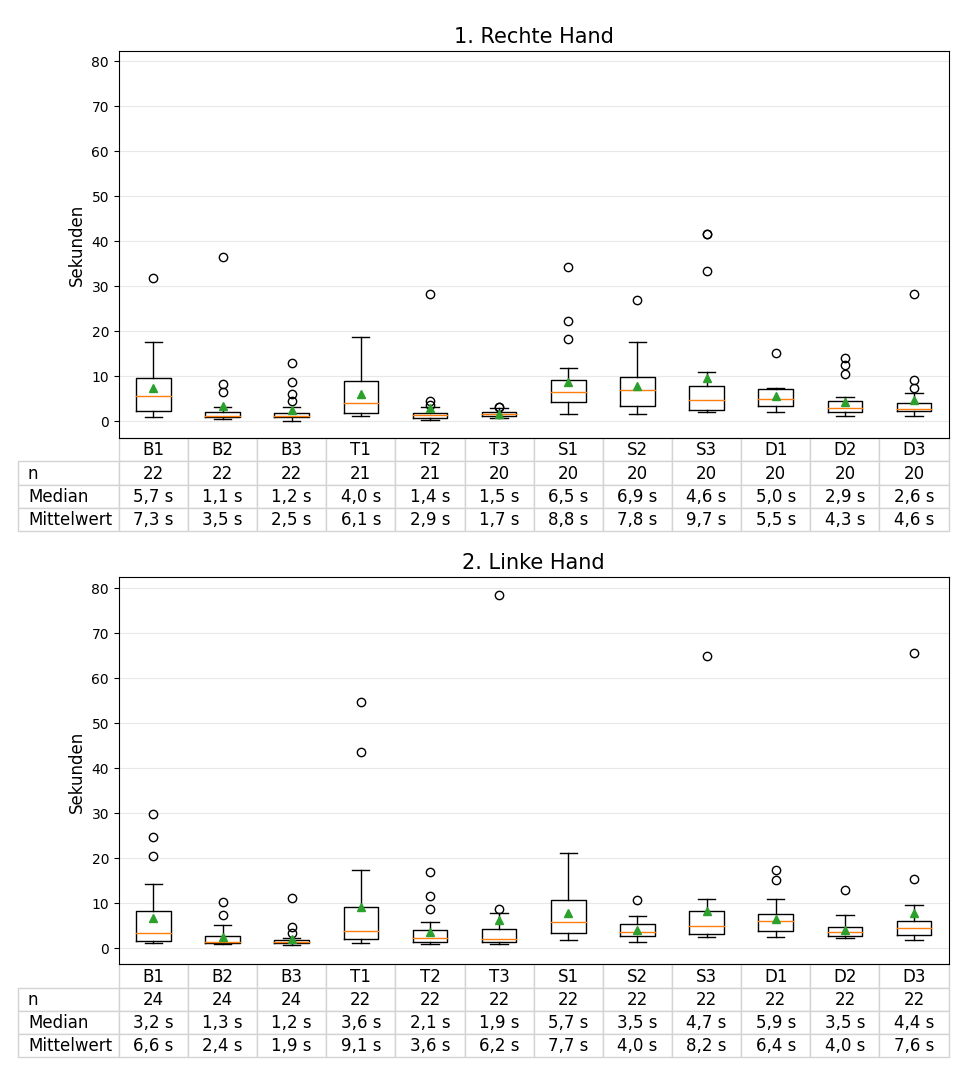 1. Rechte Hand
80
70
60
50
40
30
20
10
0
Sekunden
B1 B2 B3 T1 T2 T3 S1 S2 S3 D1 D2 D3
n 22 22 22 21 21 20 20 20 20 20 20 20
Median 5,7 s 1,1 s 1,2 s 4,0 s 1,4 s 1,5 s 6,5 s 6,9 s 4,6 s 5,0 s 2,9 s 2,6 s
Mittelwert 7,3 s 3,5 s 2,5 s 6,1 s 2,9 s 1,7 s 8,8 s 7,8 s 9,7 s 5,5 s 4,3 s 4,6 s
2. Linke Hand
80
70
60
50
40
30
20
10
0
Sekunden
B1 B2 B3 T1 T2 T3 S1 S2 S3 D1 D2 D3
n 24 24 24 22 22 22 22 22 22 22 22 22
Median 3,2 s 1,3 s 1,2 s 3,6 s 2,1 s 1,9 s 5,7 s 3,5 s 4,7 s 5,9 s 3,5 s 4,4 s
Mittelwert 6,6 s 2,4 s 1,9 s 9,1 s 3,6 s 6,2 s 7,7 s 4,0 s 8,2 s 6,4 s 4,0 s 7,6 s